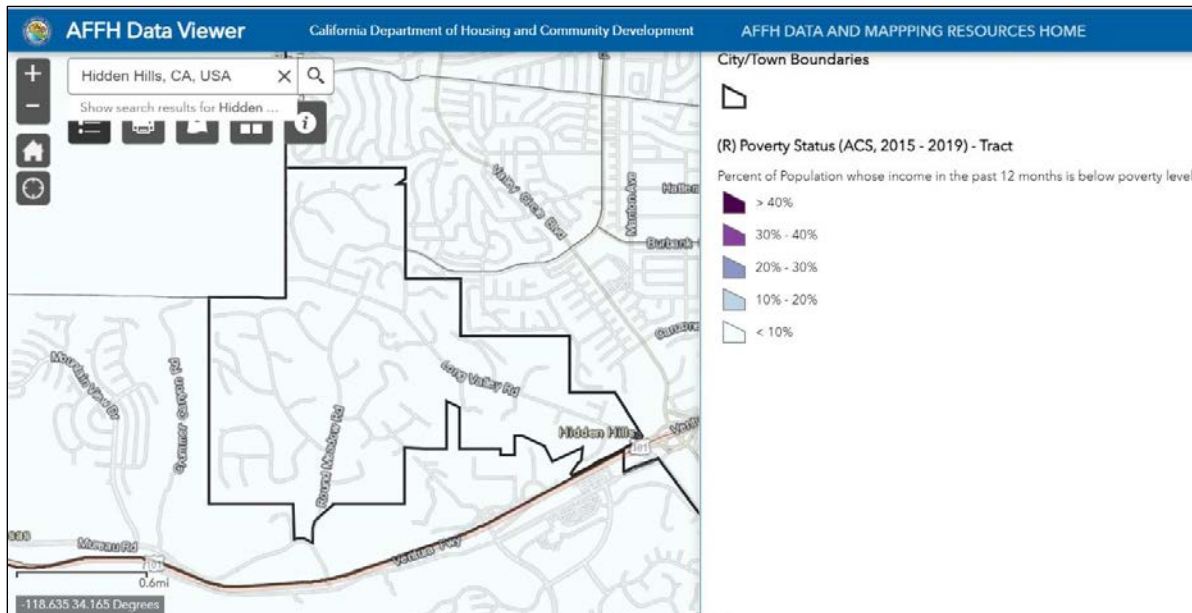 AFFH Data Viewer
California Department of Housing and Community Development
AFFH DATA AND MAPPPING RESOURCES HOME
Hidden Hills, CA, USA
Show search results for Hidden ...
City/Town Boundaries
(R) Poverty Status (ACS, 2015 - 2019) - Tract
Percent of Population whose income in the past 12 months is below poverty level
> 40%
30% - 40%
20% - 30%
10% - 20%
< 10%
Valley Circle Blvd
Long Valley Rd
Hidden Hills
101
Round Meadow Rd
Mountain View Dr
Mureau Rd
101
Ventura Fwy
0.6mi
-118.635 34.165 Degrees